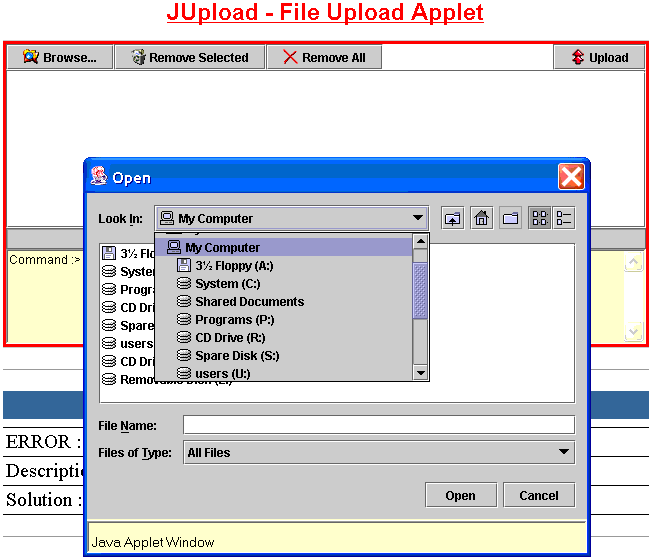 JUpload - File Upload Applet
Browse... Remove Selected Remove All Upload
Open
Look In: My Computer
My Computer
3½ Floppy (A:)
System (C:)
Shared Documents
Programs (P:)
CD Drive (R:)
Spare Disk (S:)
users (U:)
3½ Flo
Syste
Progra
CD Dri
Spare
users
CD Dri
Removable Disk
Command :>
File Name:
Files of Type: All Files
Open Cancel
ERROR :
Descripti
Solution :
Java Applet Window